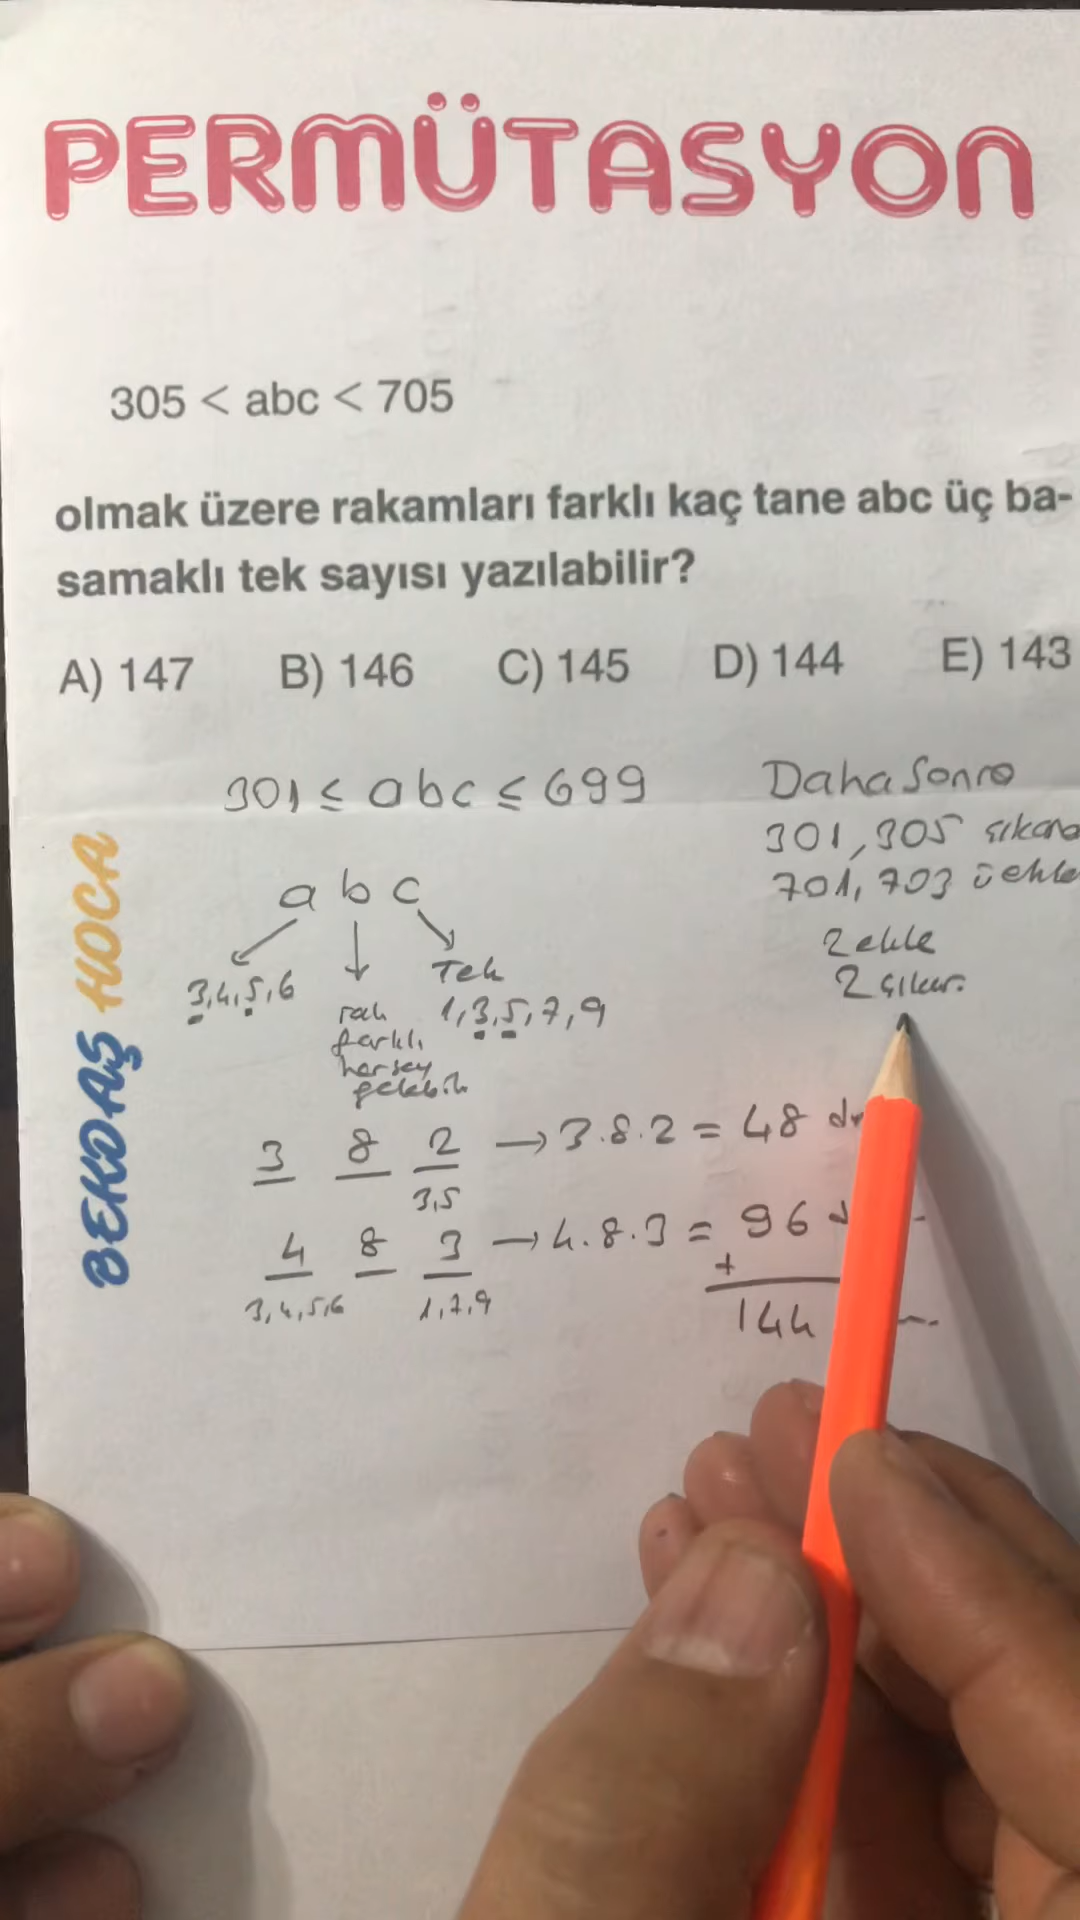 PERMÜTASYON
305 < abc < 705
olmak üzere rakamları farklı kaç tane abc üç ba-
samaklı tek sayısı yazılabilir?
A) 147 B) 146 C) 145 D) 144 E) 143
301 ≤ abc ≤ 699
Daha Sonra
301, 305
701, 703
2 ekle
2 çıkar.
BEKDAŞ HOCA
a b c
3,4,5,6
rak
farklı
herşey
Tek
1,3,5,7,9
3 8 2 → 3.8.2 = 48
3,5
4 8 3 → 4.8.3 = 96
3,4,5,6 1,7,9
+
144